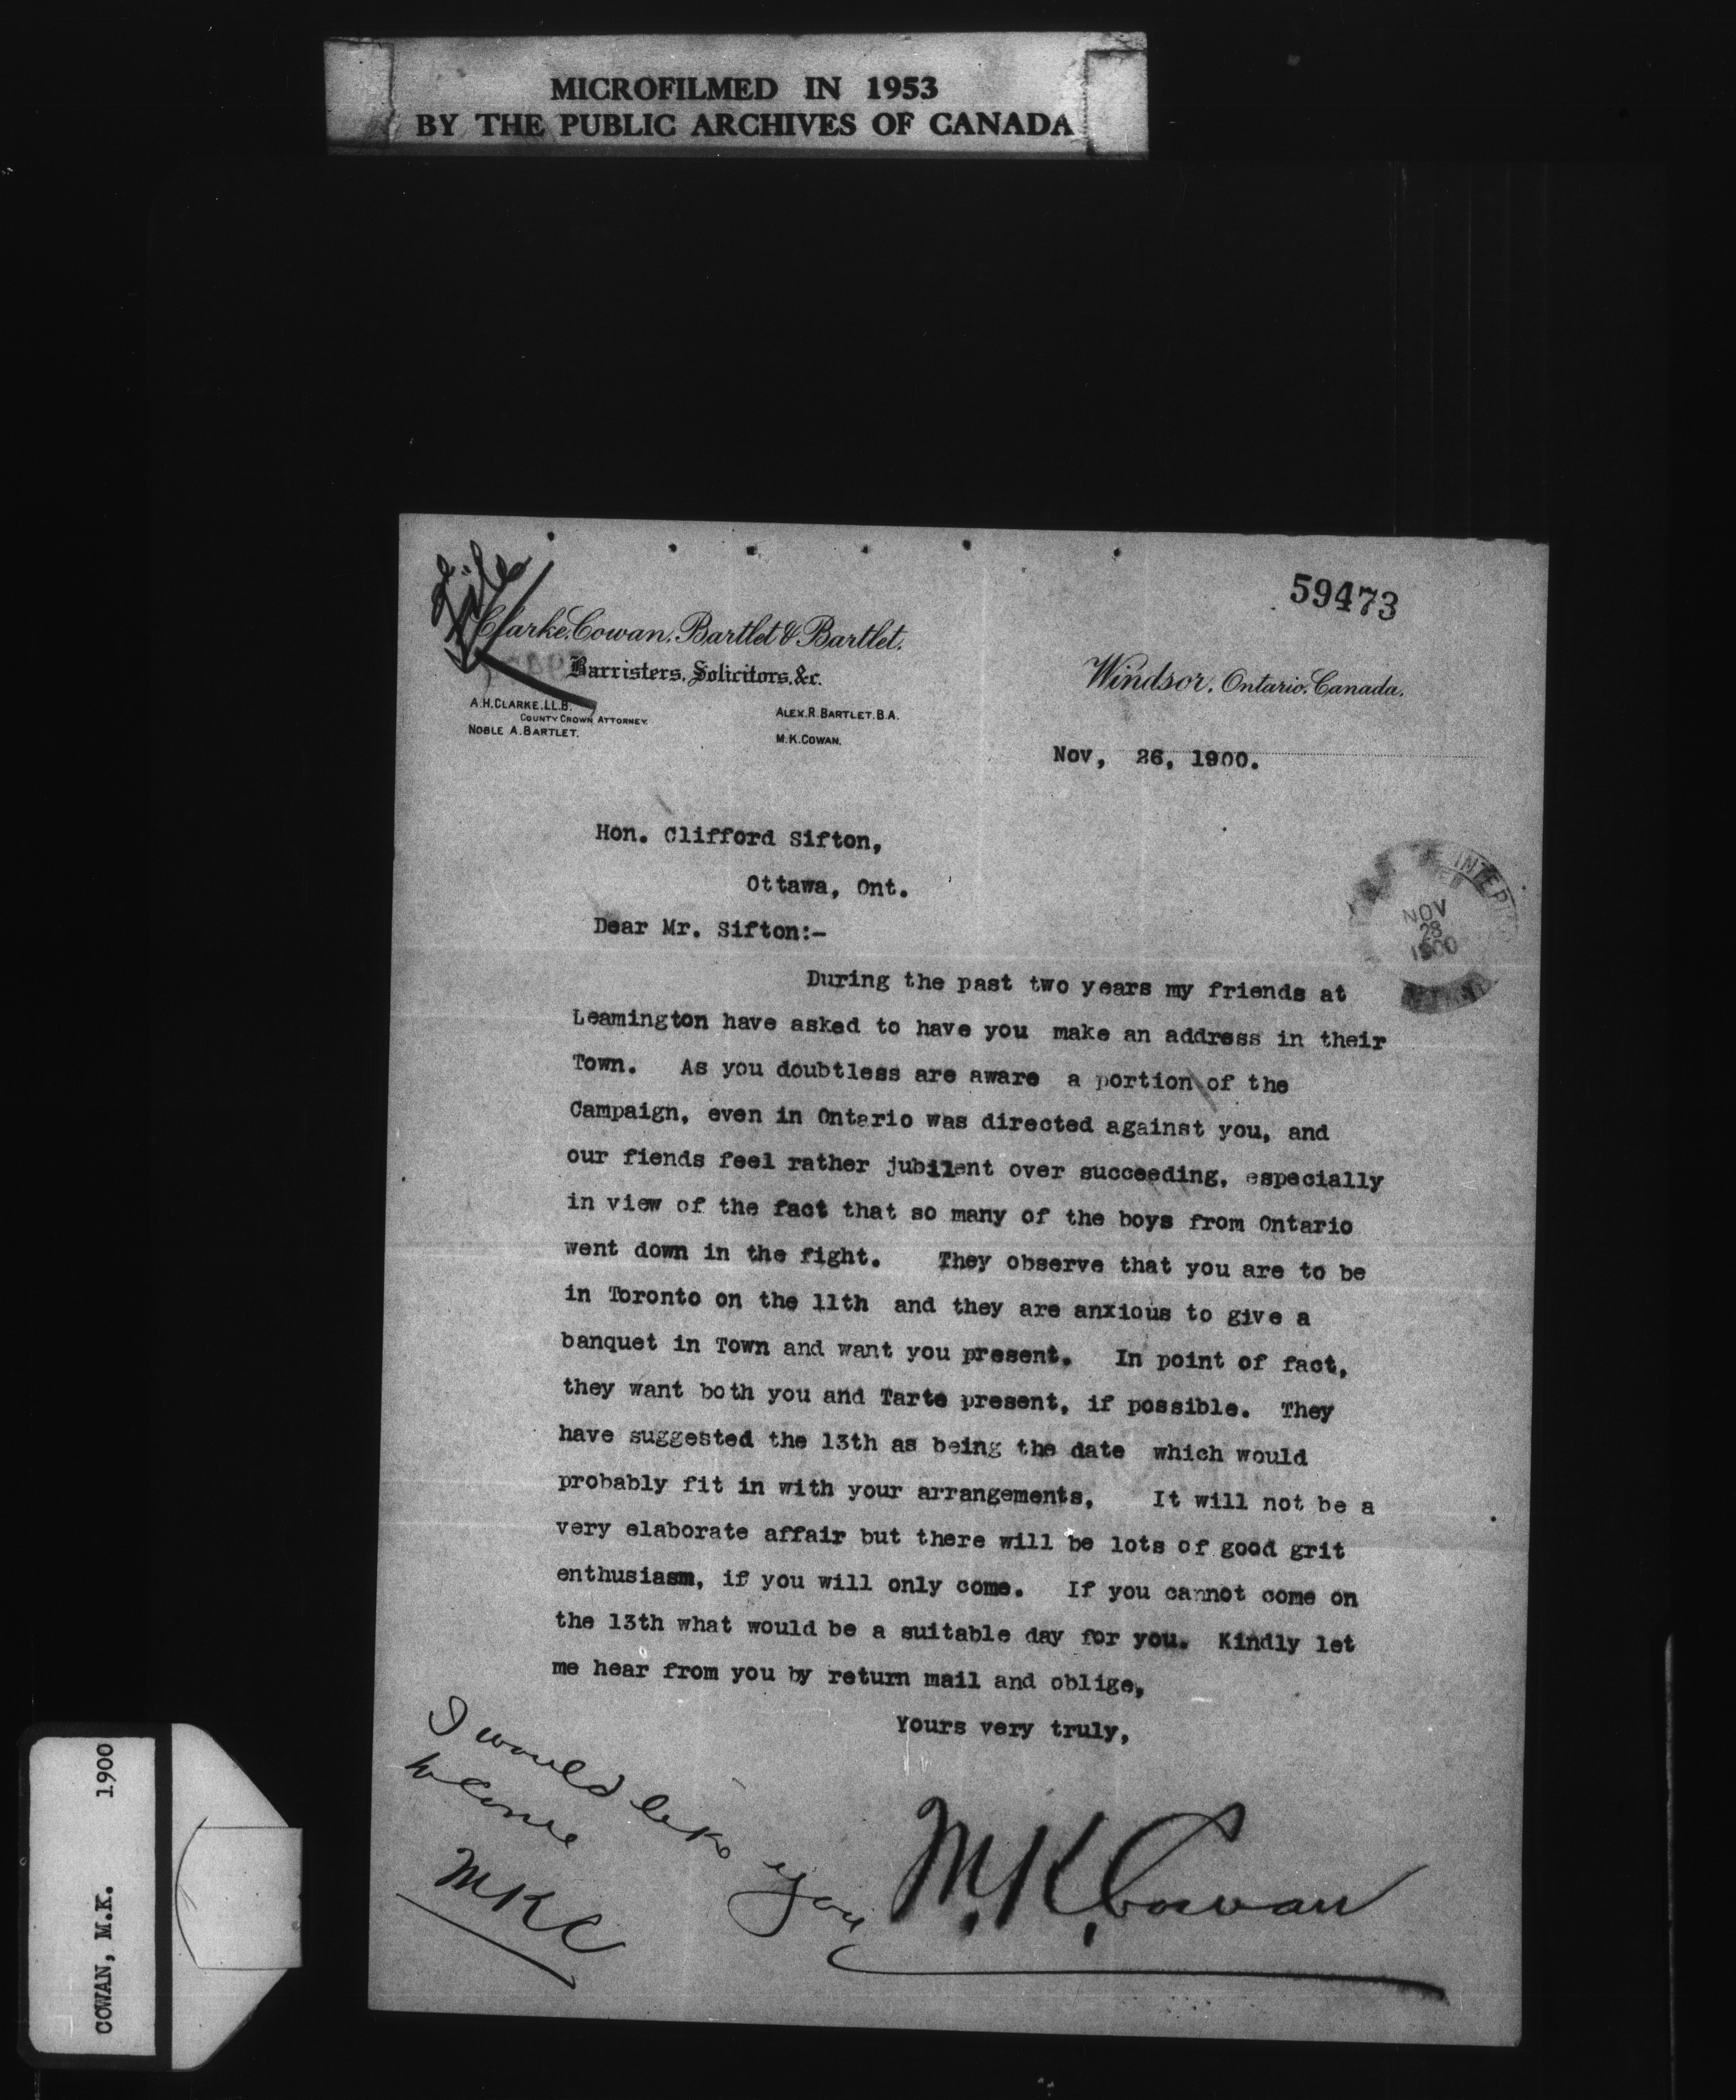 MICROFILMED IN 1953
BY THE PUBLIC ARCHIVES OF CANADA
59473
Clarke, Cowan, Bartlet & Bartlet.
Barristers, Solicitors, &c.
Windsor, Ontario, Canada.
A.H. CLARKE. LL.B.
COUNTY CROWN ATTORNEY.
NOBLE A. BARTLET.
ALEX. R. BARTLET. B.A.
M.K. COWAN.
Nov, 26, 1900.
Hon. Clifford Sifton,
Ottawa, Ont.
INTERIOR
NOV
28
1900
Dear Mr. Sifton:-
During the past two years my friends at
Leamington have asked to have you make an address in their
Town. As you doubtless are aware a portion of the
Campaign, even in Ontario was directed against you, and
our fiends feel rather jubilent over succeeding, especially
in view of the fact that so many of the boys from Ontario
went down in the fight. They observe that you are to be
in Toronto on the 11th and they are anxious to give a
banquet in Town and want you present. In point of fact,
they want both you and Tarte present, if possible. They
have suggested the 13th as being the date which would
probably fit in with your arrangements, It will not be a
very elaborate affair but there will be lots of good grit
enthusiasm, if you will only come. If you cannot come on
the 13th what would be a suitable day for you. Kindly let
me hear from you by return mail and oblige,
Yours very truly,
M.K. Cowan
I would like you
to come
MKC
COWAN, M.K. 1900